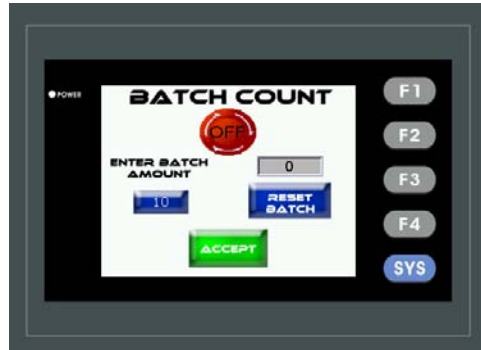 POWER
BATCH COUNT
OFF
ENTER BATCH
AMOUNT
0
10
RESET
BATCH
ACCEPT
F1
F2
F3
F4
SYS